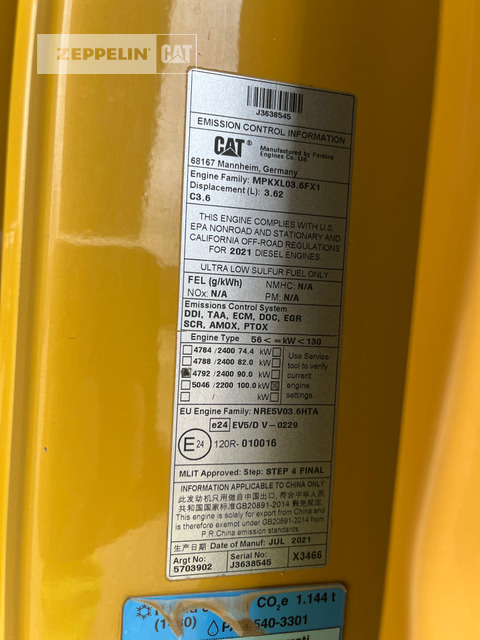 ZEPPELIN CAT
J3638545
EMISSION CONTROL INFORMATION
CAT® Manufactured by Perkins
Engines Co. Ltd.
68167 Mannheim, Germany
Engine Family: MPKXL03.6FX1
Displacement (L): 3.62
C3.6
THIS ENGINE COMPLIES WITH U.S.
EPA NONROAD AND STATIONARY AND
CALIFORNIA OFF-ROAD REGULATIONS
FOR 2021 DIESEL ENGINES.
ULTRA LOW SULFUR FUEL ONLY
FEL (g/kWh) NMHC: N/A
NOx: N/A PM: N/A
Emissions Control System
DDI, TAA, ECM, DOC, EGR
SCR, AMOX, PTOX
Engine Type 56 <=kW<130
4784/2400 74.4 kW Use Service
4788/2400 82.0 kW tool to verify
4792/2400 90.0 kW current
5046/2200 100.0 kW engine
/ kW settings.
EU Engine Family: NRE5V03.6HTA
e24 EV5/D V-0229
E24 120R-010016
MLIT Approved: Step: STEP 4 FINAL
INFORMATION APPLICABLE TO CHINA ONLY
此发动机只用做自中国出口, 符合中华人民
共和国国家标准GB20891-2014
This engine is solely for export from China and
is therefore exempt under GB20891-2014 from
P.R.China emission standards.
生产日期 Date of Manuf: JUL 2021
Argt No: Serial No: X3466
5703902 J3638545
CO₂e 1.144 t
540-3301